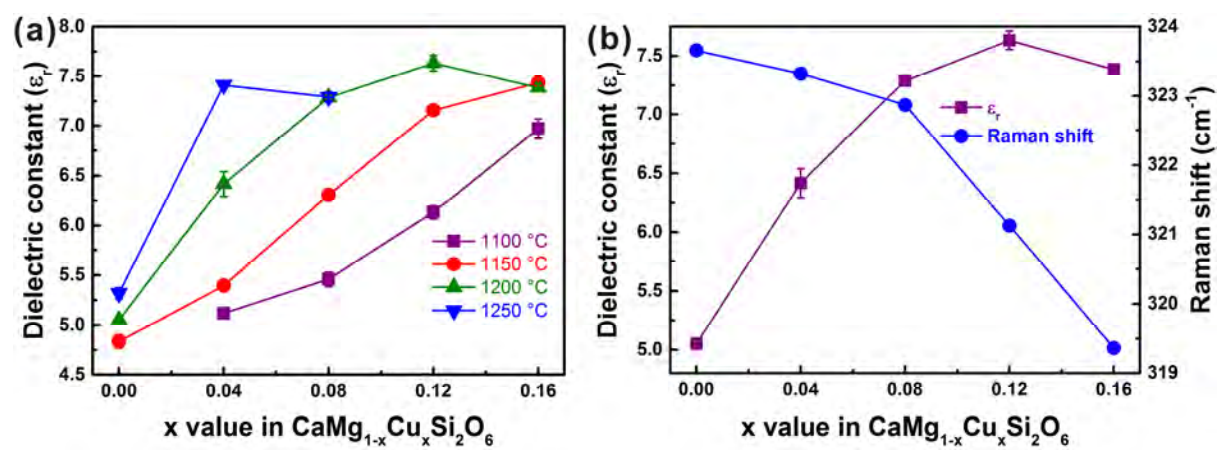 (a)
Dielectric constant (εr)
8.0
7.5
7.0
6.5
6.0
5.5
5.0
4.5
1100 °C
1150 °C
1200 °C
1250 °C
0.00 0.04 0.08 0.12 0.16
x value in CaMg1-xCuxSi2O6
(b)
Dielectric constant (εr)
7.5
7.0
6.5
6.0
5.5
5.0
εr
Raman shift
324
323
322
321
320
319
Raman shift (cm-1)
0.00 0.04 0.08 0.12 0.16
x value in CaMg1-xCuxSi2O6